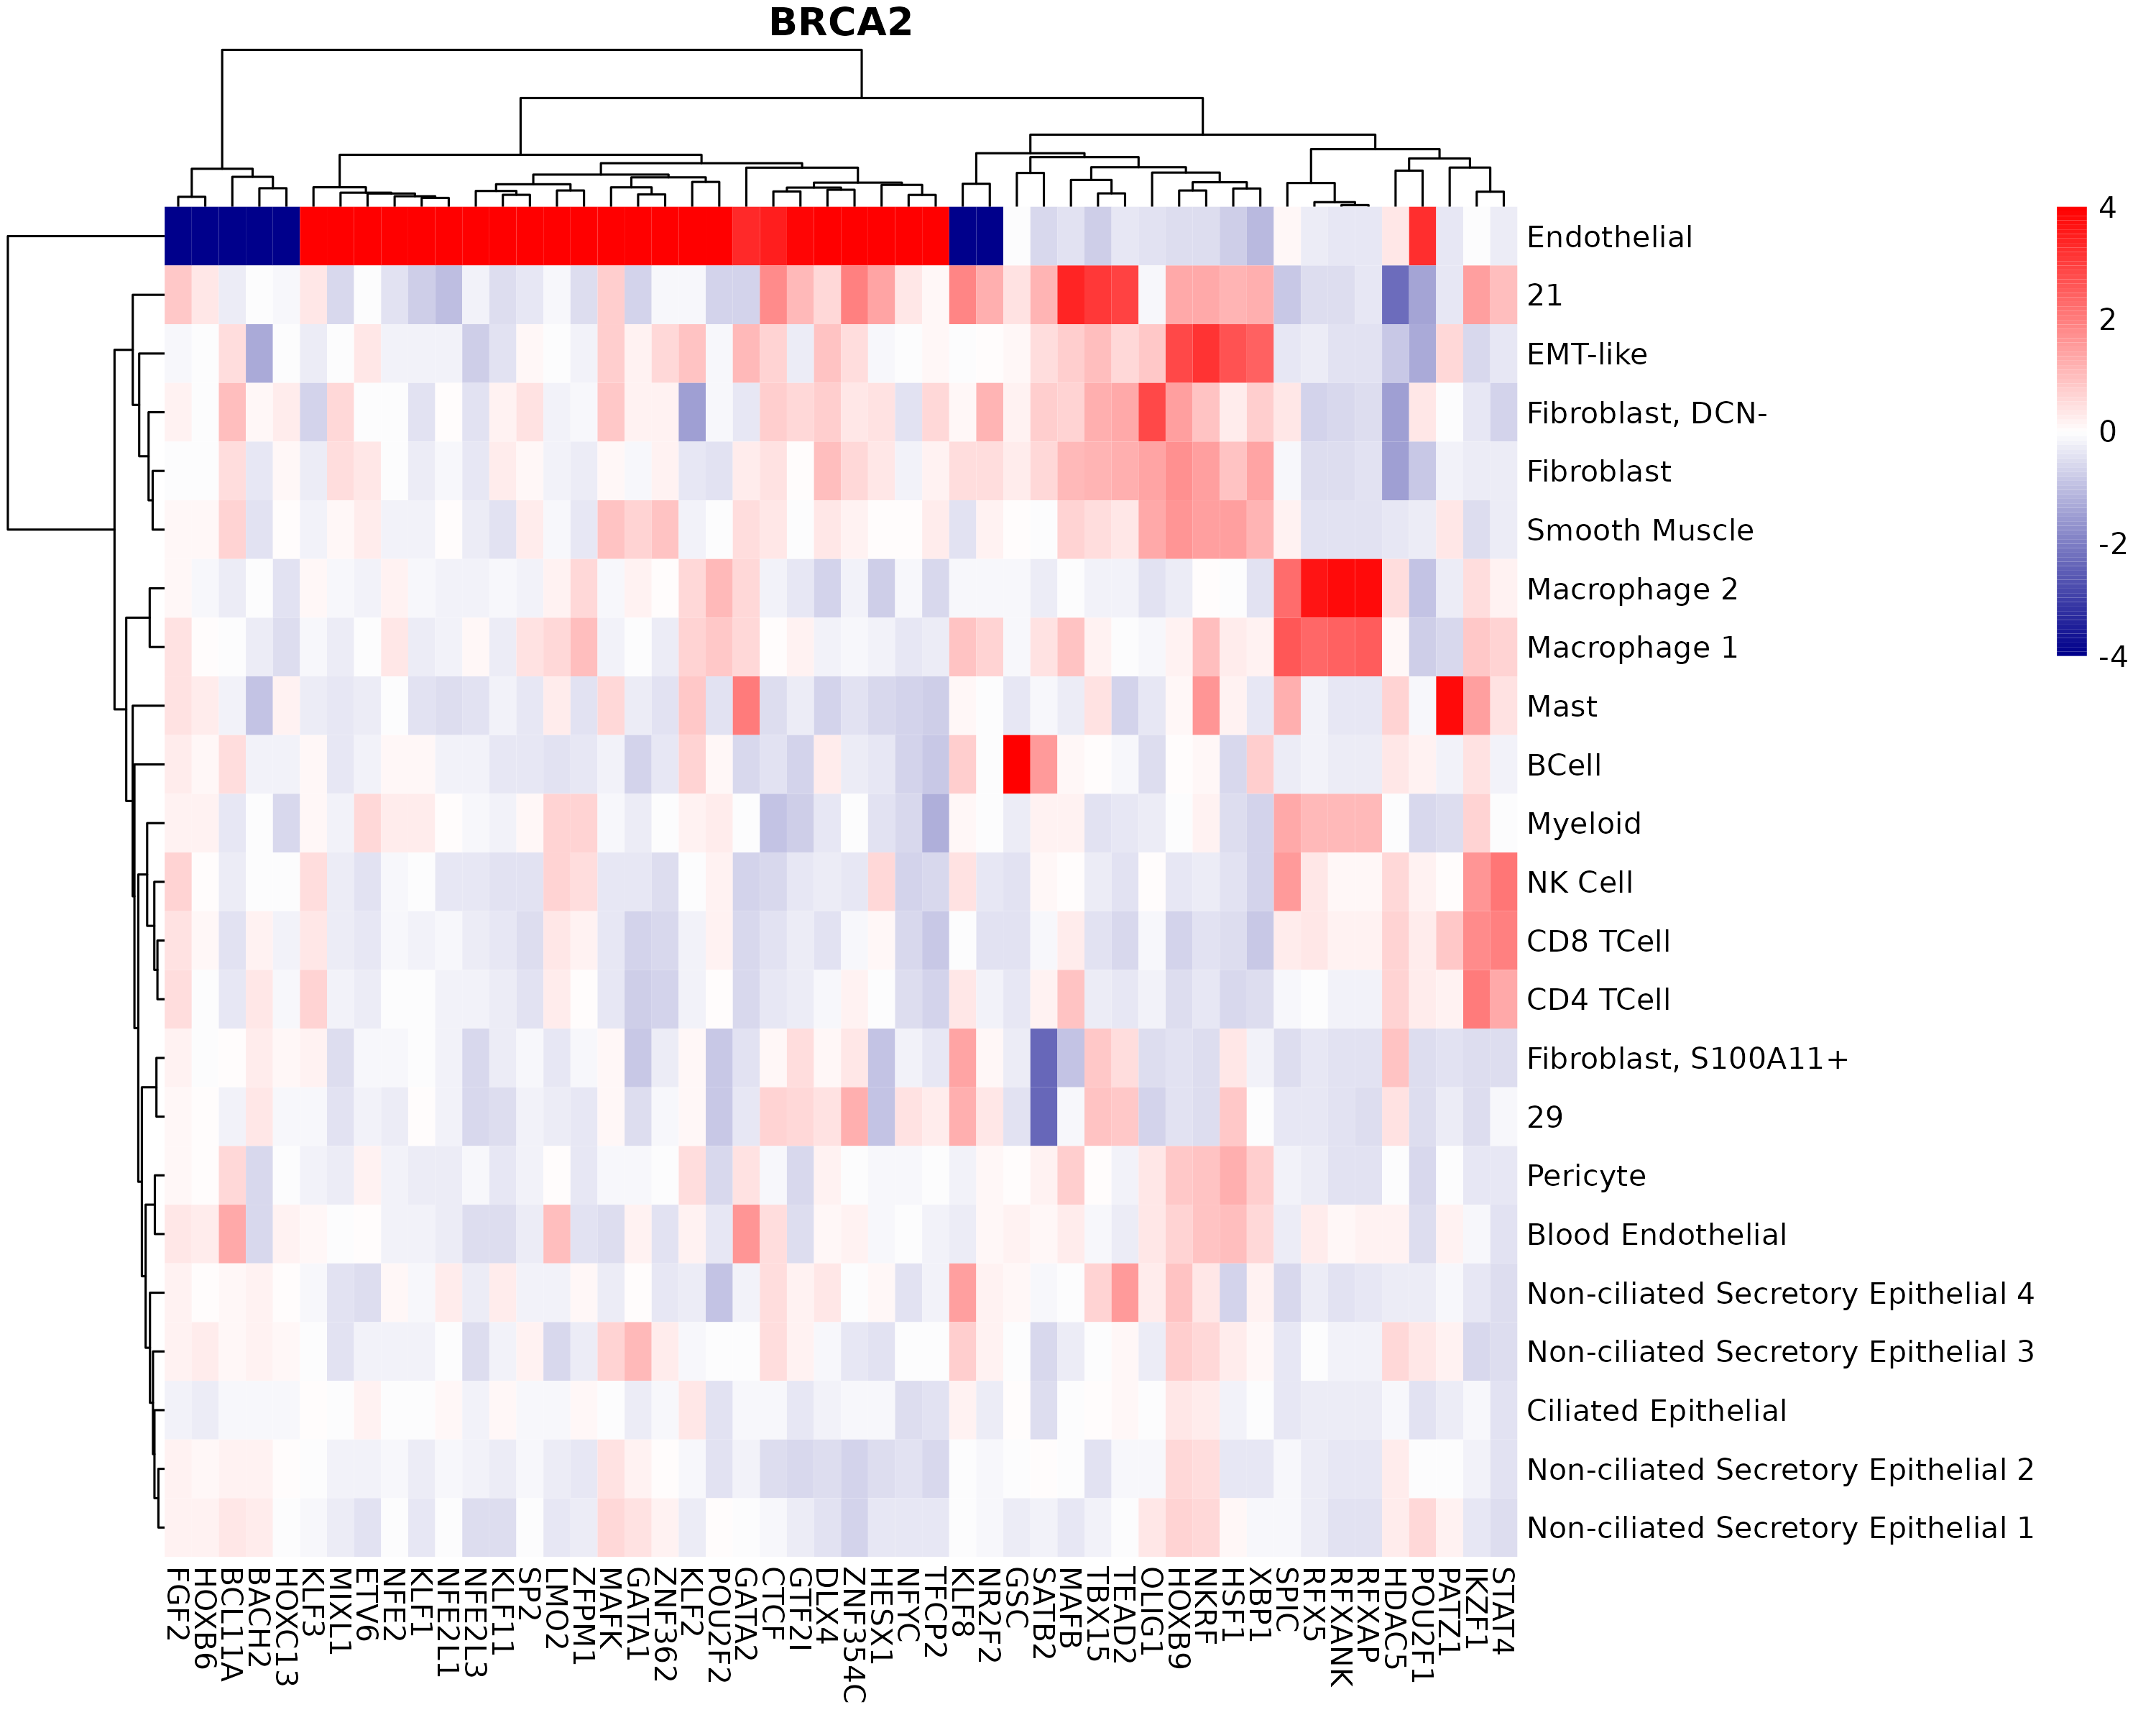 BRCA2
4
2
0
-2
-4
Endothelial
21
EMT-like
Fibroblast, DCN-
Fibroblast
Smooth Muscle
Macrophage 2
Macrophage 1
Mast
BCell
Myeloid
NK Cell
CD8 TCell
CD4 TCell
Fibroblast, S100A11+
29
Pericyte
Blood Endothelial
Non-ciliated Secretory Epithelial 4
Non-ciliated Secretory Epithelial 3
Ciliated Epithelial
Non-ciliated Secretory Epithelial 2
Non-ciliated Secretory Epithelial 1
FGF2
HOXB6
BCL11A
BACH2
HOXC13
KLF3
MIXL1
ETV6
NFE2
KLF1
NFE2L1
NFE2L3
KLF11
SP2
LMO2
ZFPM1
MAFK
GATA1
ZNF362
KLF2
POU2F2
GATA2
CTCF
GTF2I
DLX4
ZNF354C
HESX1
NFYC
TFCP2
KLF8
NR2F2
GSC
SATB2
MAFB
TBX15
TEAD2
OLIG1
HOXB9
NKRF
HSF1
XBP1
SPIC
RFX5
RFXANK
RFXAP
HDAC5
POU2F1
PATZ1
IKZF1
STAT4